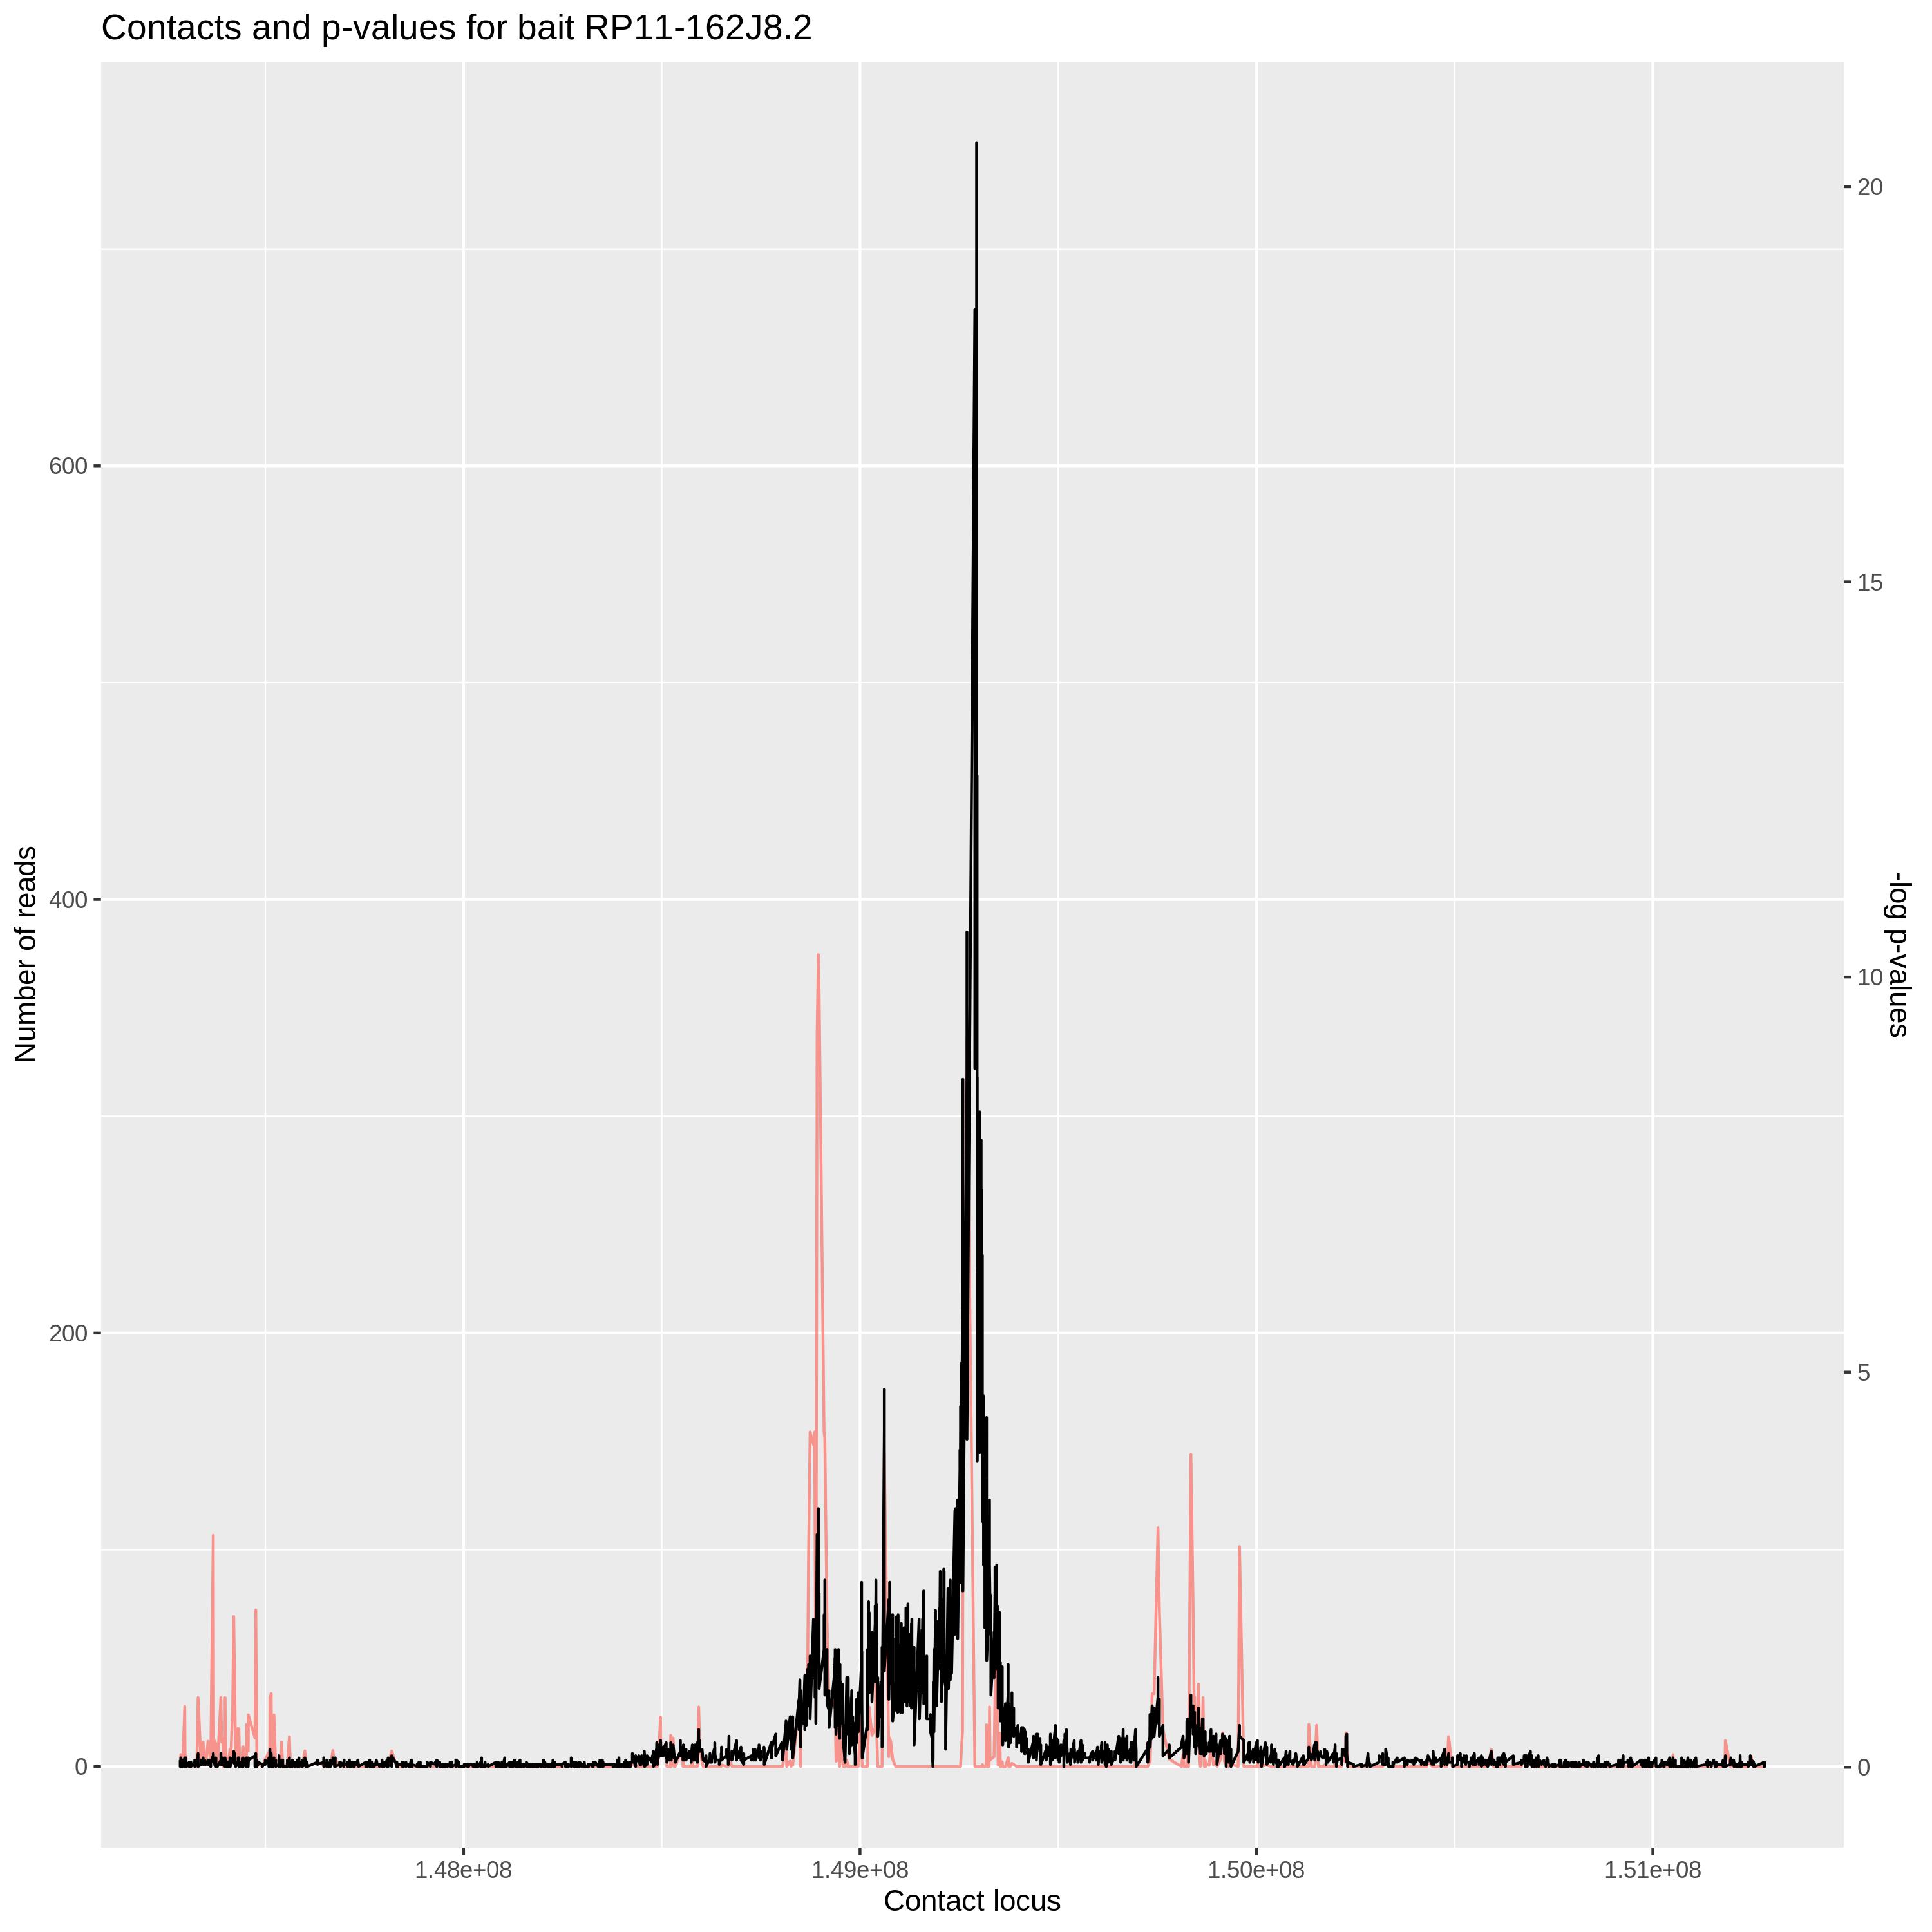 Contacts and p-values for bait RP11-162J8.2
Number of reads
600
400
200
0
20
15
10
5
0
-log p-values
1.48e+08
1.49e+08
1.50e+08
1.51e+08
Contact locus